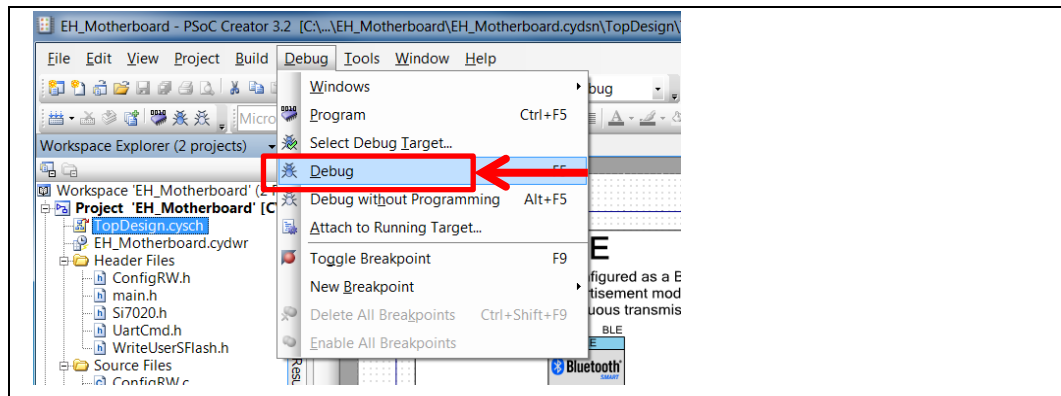 EH_Motherboard - PSoC Creator 3.2 [C:\...\EH_Motherboard\EH_Motherboard.cydsn\TopDesign\
File Edit View Project Build Debug Tools Window Help
Windows
bug
Program Ctrl+F5
Micro
Select Debug Target...
Workspace Explorer (2 projects)
Debug
Workspace 'EH_Motherboard' (2
Debug without Programming Alt+F5
Project 'EH_Motherboard' [C
TopDesign.cysch
Attach to Running Target...
EH_Motherboard.cydwr
Toggle Breakpoint F9
E
Header Files
ConfigRW.h
figured as a B
New Breakpoint
main.h
tisement mod
Si7020.h
Delete All Breakpoints Ctrl+Shift+F9
uous transmis
UartCmd.h
BLE
WriteUserSFlash.h
Enable All Breakpoints
E
Source Files
Resu
Bluetooth
SMART
ConfigRW.c